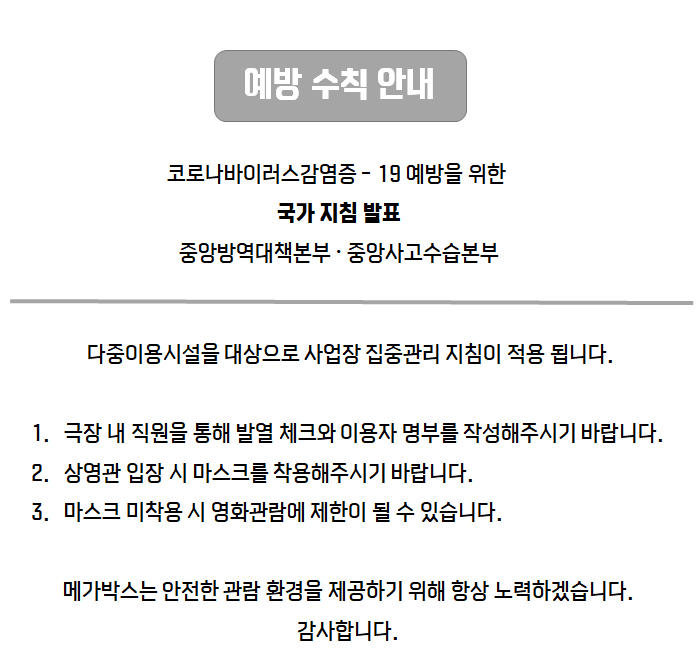 예방 수칙 안내
코로나바이러스감염증 - 19 예방을 위한
국가 지침 발표
중앙방역대책본부 · 중앙사고수습본부
다중이용시설을 대상으로 사업장 집중관리 지침이 적용 됩니다.
1. 극장 내 직원을 통해 발열 체크와 이용자 명부를 작성해주시기 바랍니다.
2. 상영관 입장 시 마스크를 착용해주시기 바랍니다.
3. 마스크 미착용 시 영화관람에 제한이 될 수 있습니다.
메가박스는 안전한 관람 환경을 제공하기 위해 항상 노력하겠습니다.
감사합니다.